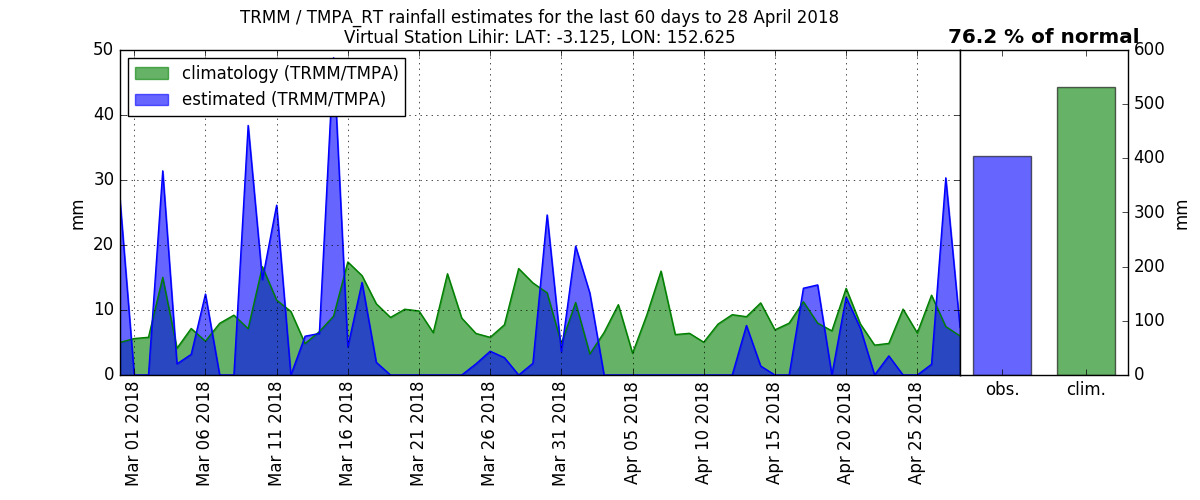 TRMM / TMPA_RT rainfall estimates for the last 60 days to 28 April 2018
Virtual Station Lihir: LAT: -3.125, LON: 152.625
76.2 % of normal
climatology (TRMM/TMPA)
estimated (TRMM/TMPA)
50
40
30
20
10
0
mm
Mar 01 2018
Mar 06 2018
Mar 11 2018
Mar 16 2018
Mar 21 2018
Mar 26 2018
Mar 31 2018
Apr 05 2018
Apr 10 2018
Apr 15 2018
Apr 20 2018
Apr 25 2018
obs.
clim.
600
500
400
300
200
100
0
mm